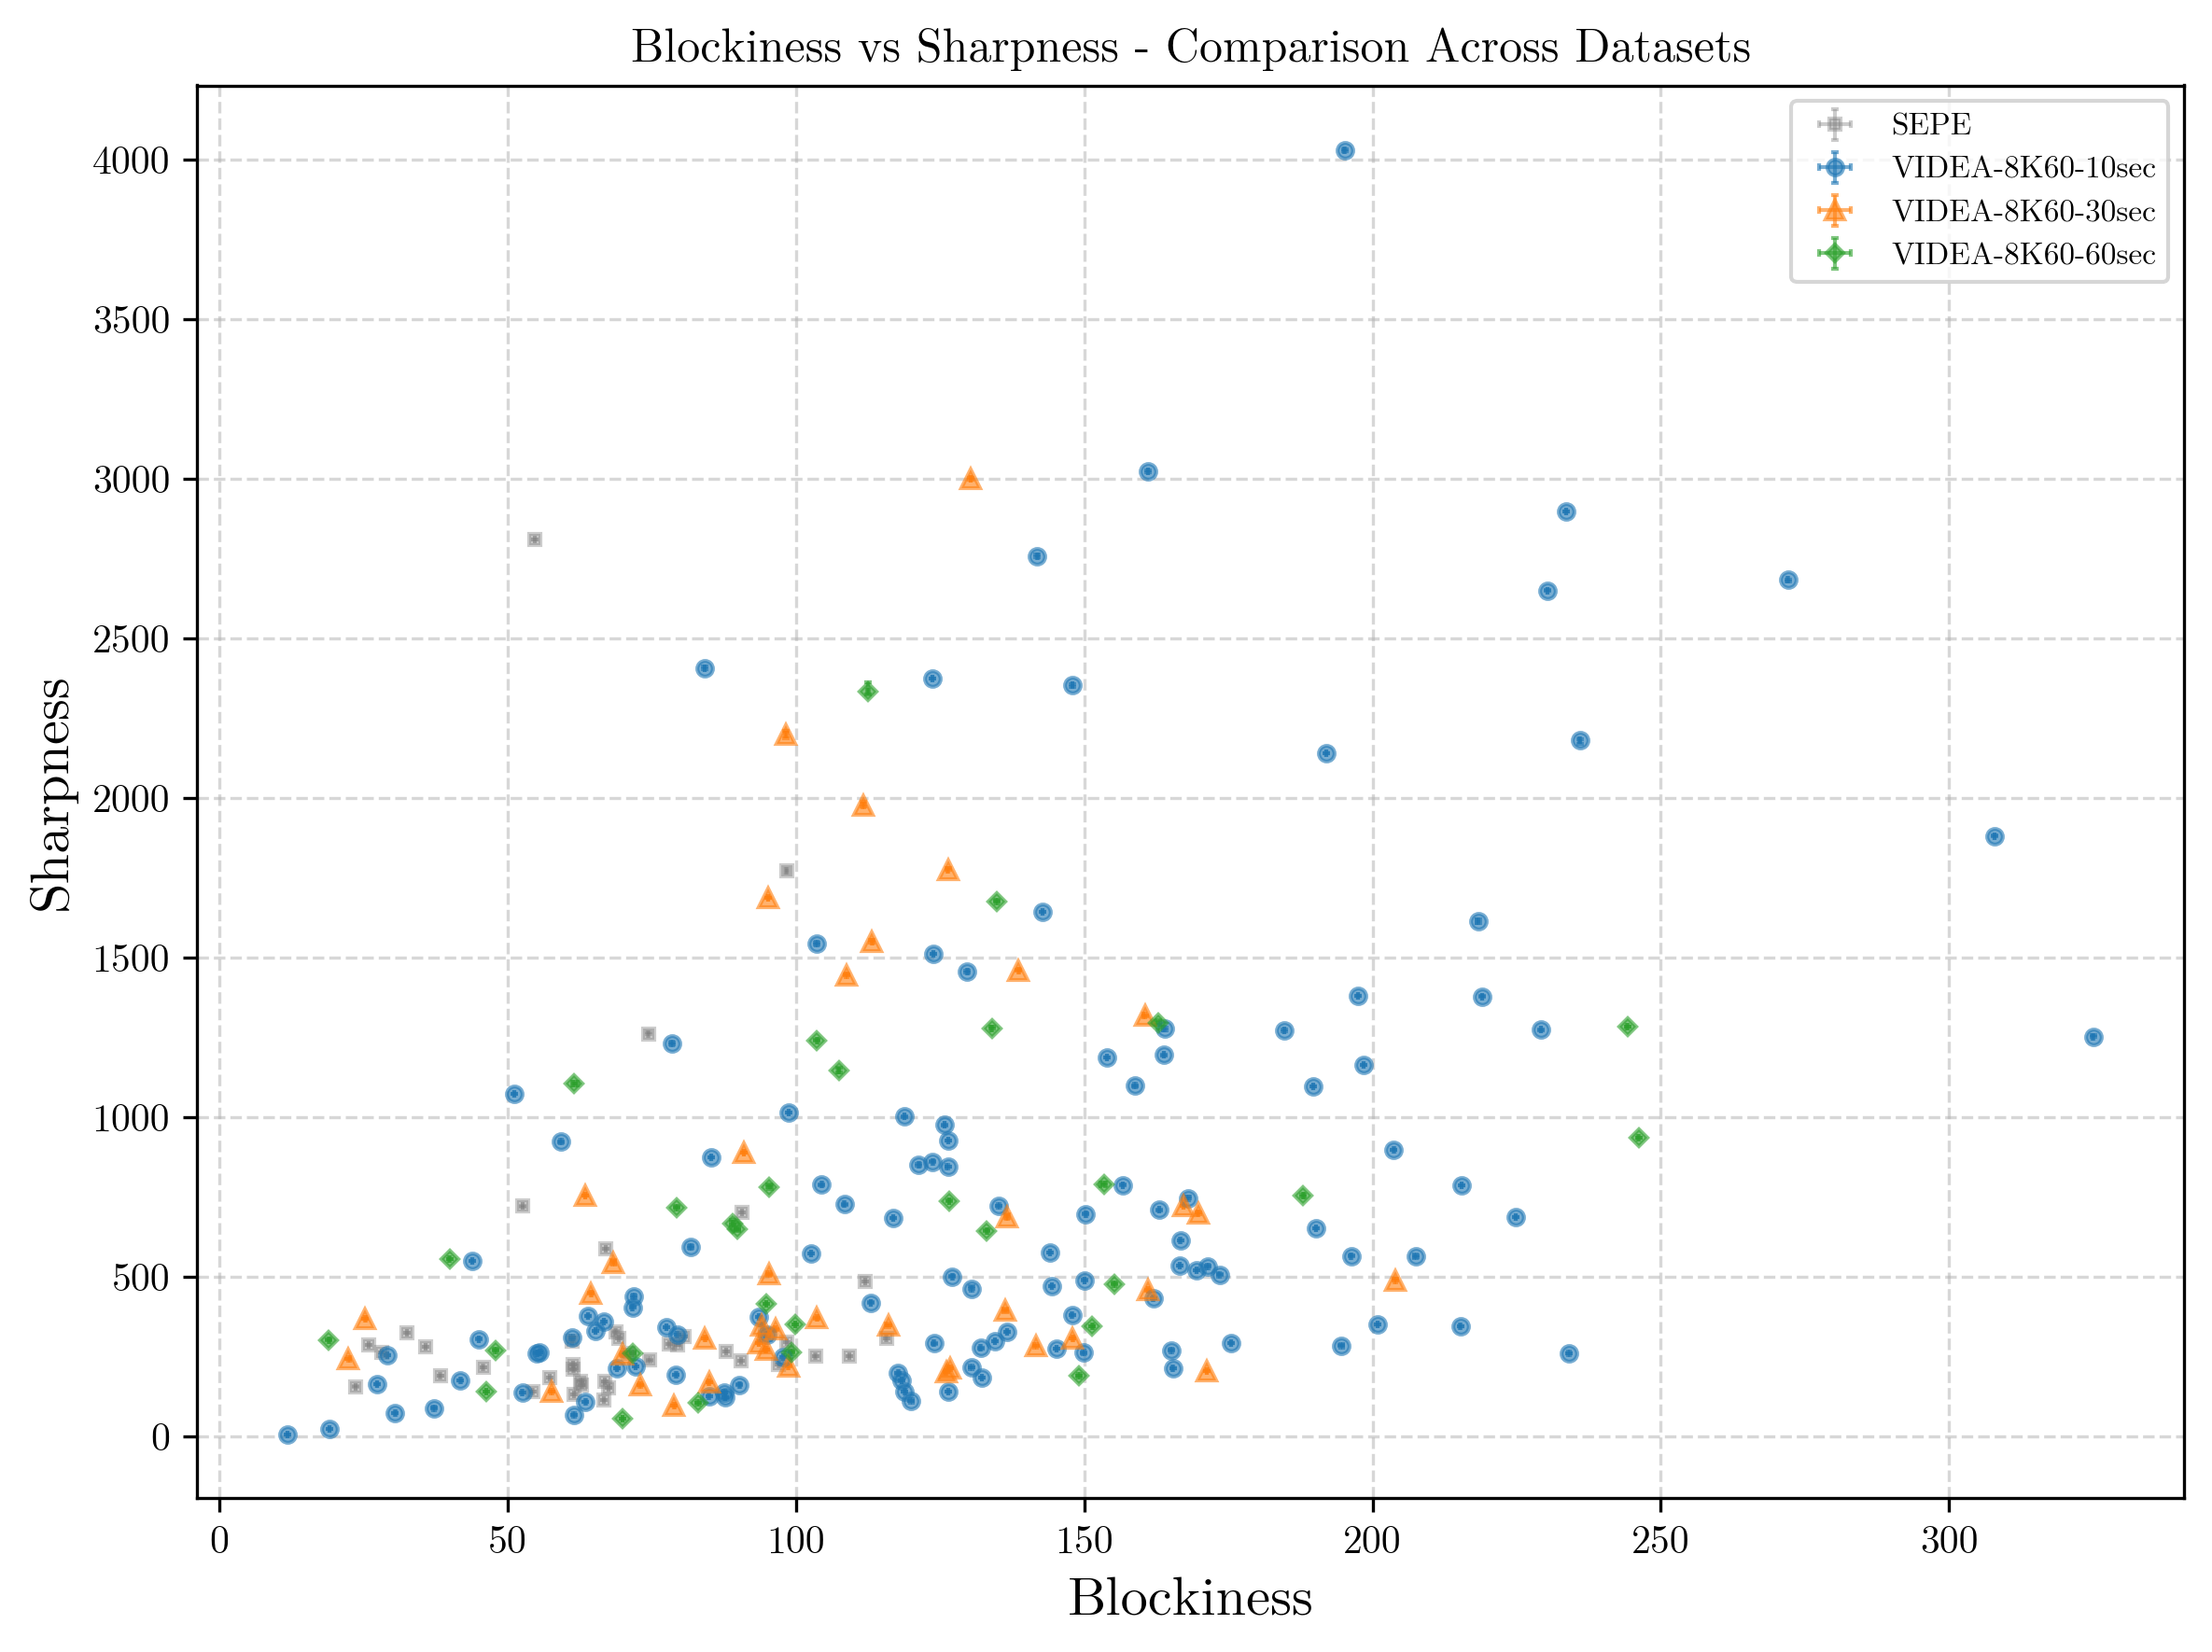 Blockiness vs Sharpness - Comparison Across Datasets
SEPE
VIDEA-8K60-10sec
VIDEA-8K60-30sec
VIDEA-8K60-60sec
4000
3500
3000
2500
2000
1500
1000
500
0
Sharpness
0 50 100 150 200 250 300
Blockiness